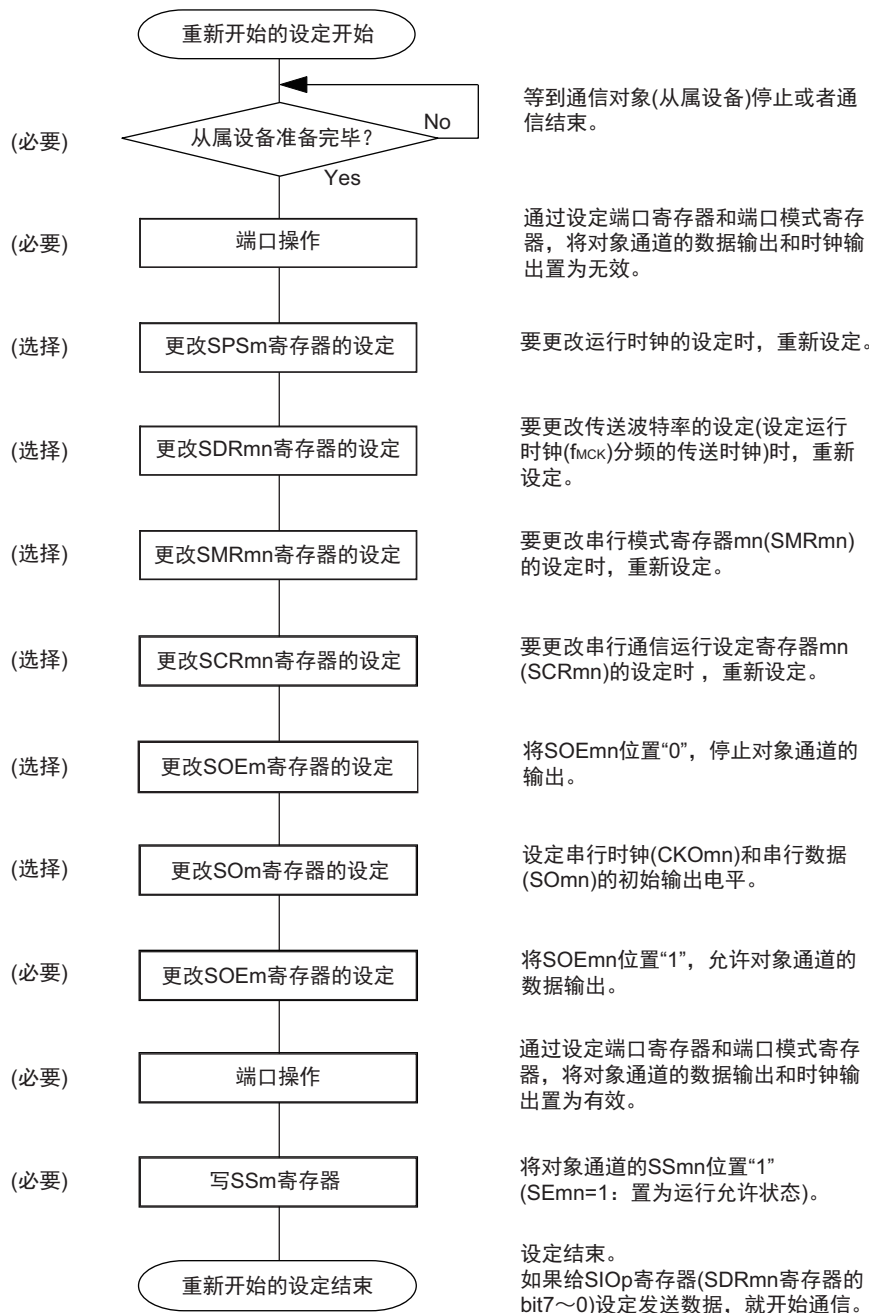 重新开始的设定开始
等到通信对象(从属设备)停止或者通
信结束。
(必要)
从属设备准备完毕？
No
Yes
(必要)
端口操作
通过设定端口寄存器和端口模式寄存
器，将对象通道的数据输出和时钟输
出置为无效。
(选择)
更改SPSm寄存器的设定
要更改运行时钟的设定时，重新设定。
(选择)
更改SDRmn寄存器的设定
要更改传送波特率的设定(设定运行
时钟(fMCK)分频的传送时钟)时，重新
设定。
(选择)
更改SMRmn寄存器的设定
要更改串行模式寄存器mn(SMRmn)
的设定时，重新设定。
(选择)
更改SCRmn寄存器的设定
要更改串行通信运行设定寄存器mn
(SCRmn)的设定时，重新设定。
(选择)
更改SOEm寄存器的设定
将SOEmn位置“0”，停止对象通道的
输出。
(选择)
更改SOm寄存器的设定
设定串行时钟(CKOmn)和串行数据
(SOmn)的初始输出电平。
(必要)
更改SOEm寄存器的设定
将SOEmn位置“1”，允许对象通道的
数据输出。
(必要)
端口操作
通过设定端口寄存器和端口模式寄存
器，将对象通道的数据输出和时钟输
出置为有效。
(必要)
写SSm寄存器
将对象通道的SSmn位置“1”
(SEmn=1：置为运行允许状态)。
重新开始的设定结束
设定结束。
如果给SIOp寄存器(SDRmn寄存器的
bit7～0)设定发送数据，就开始通信。